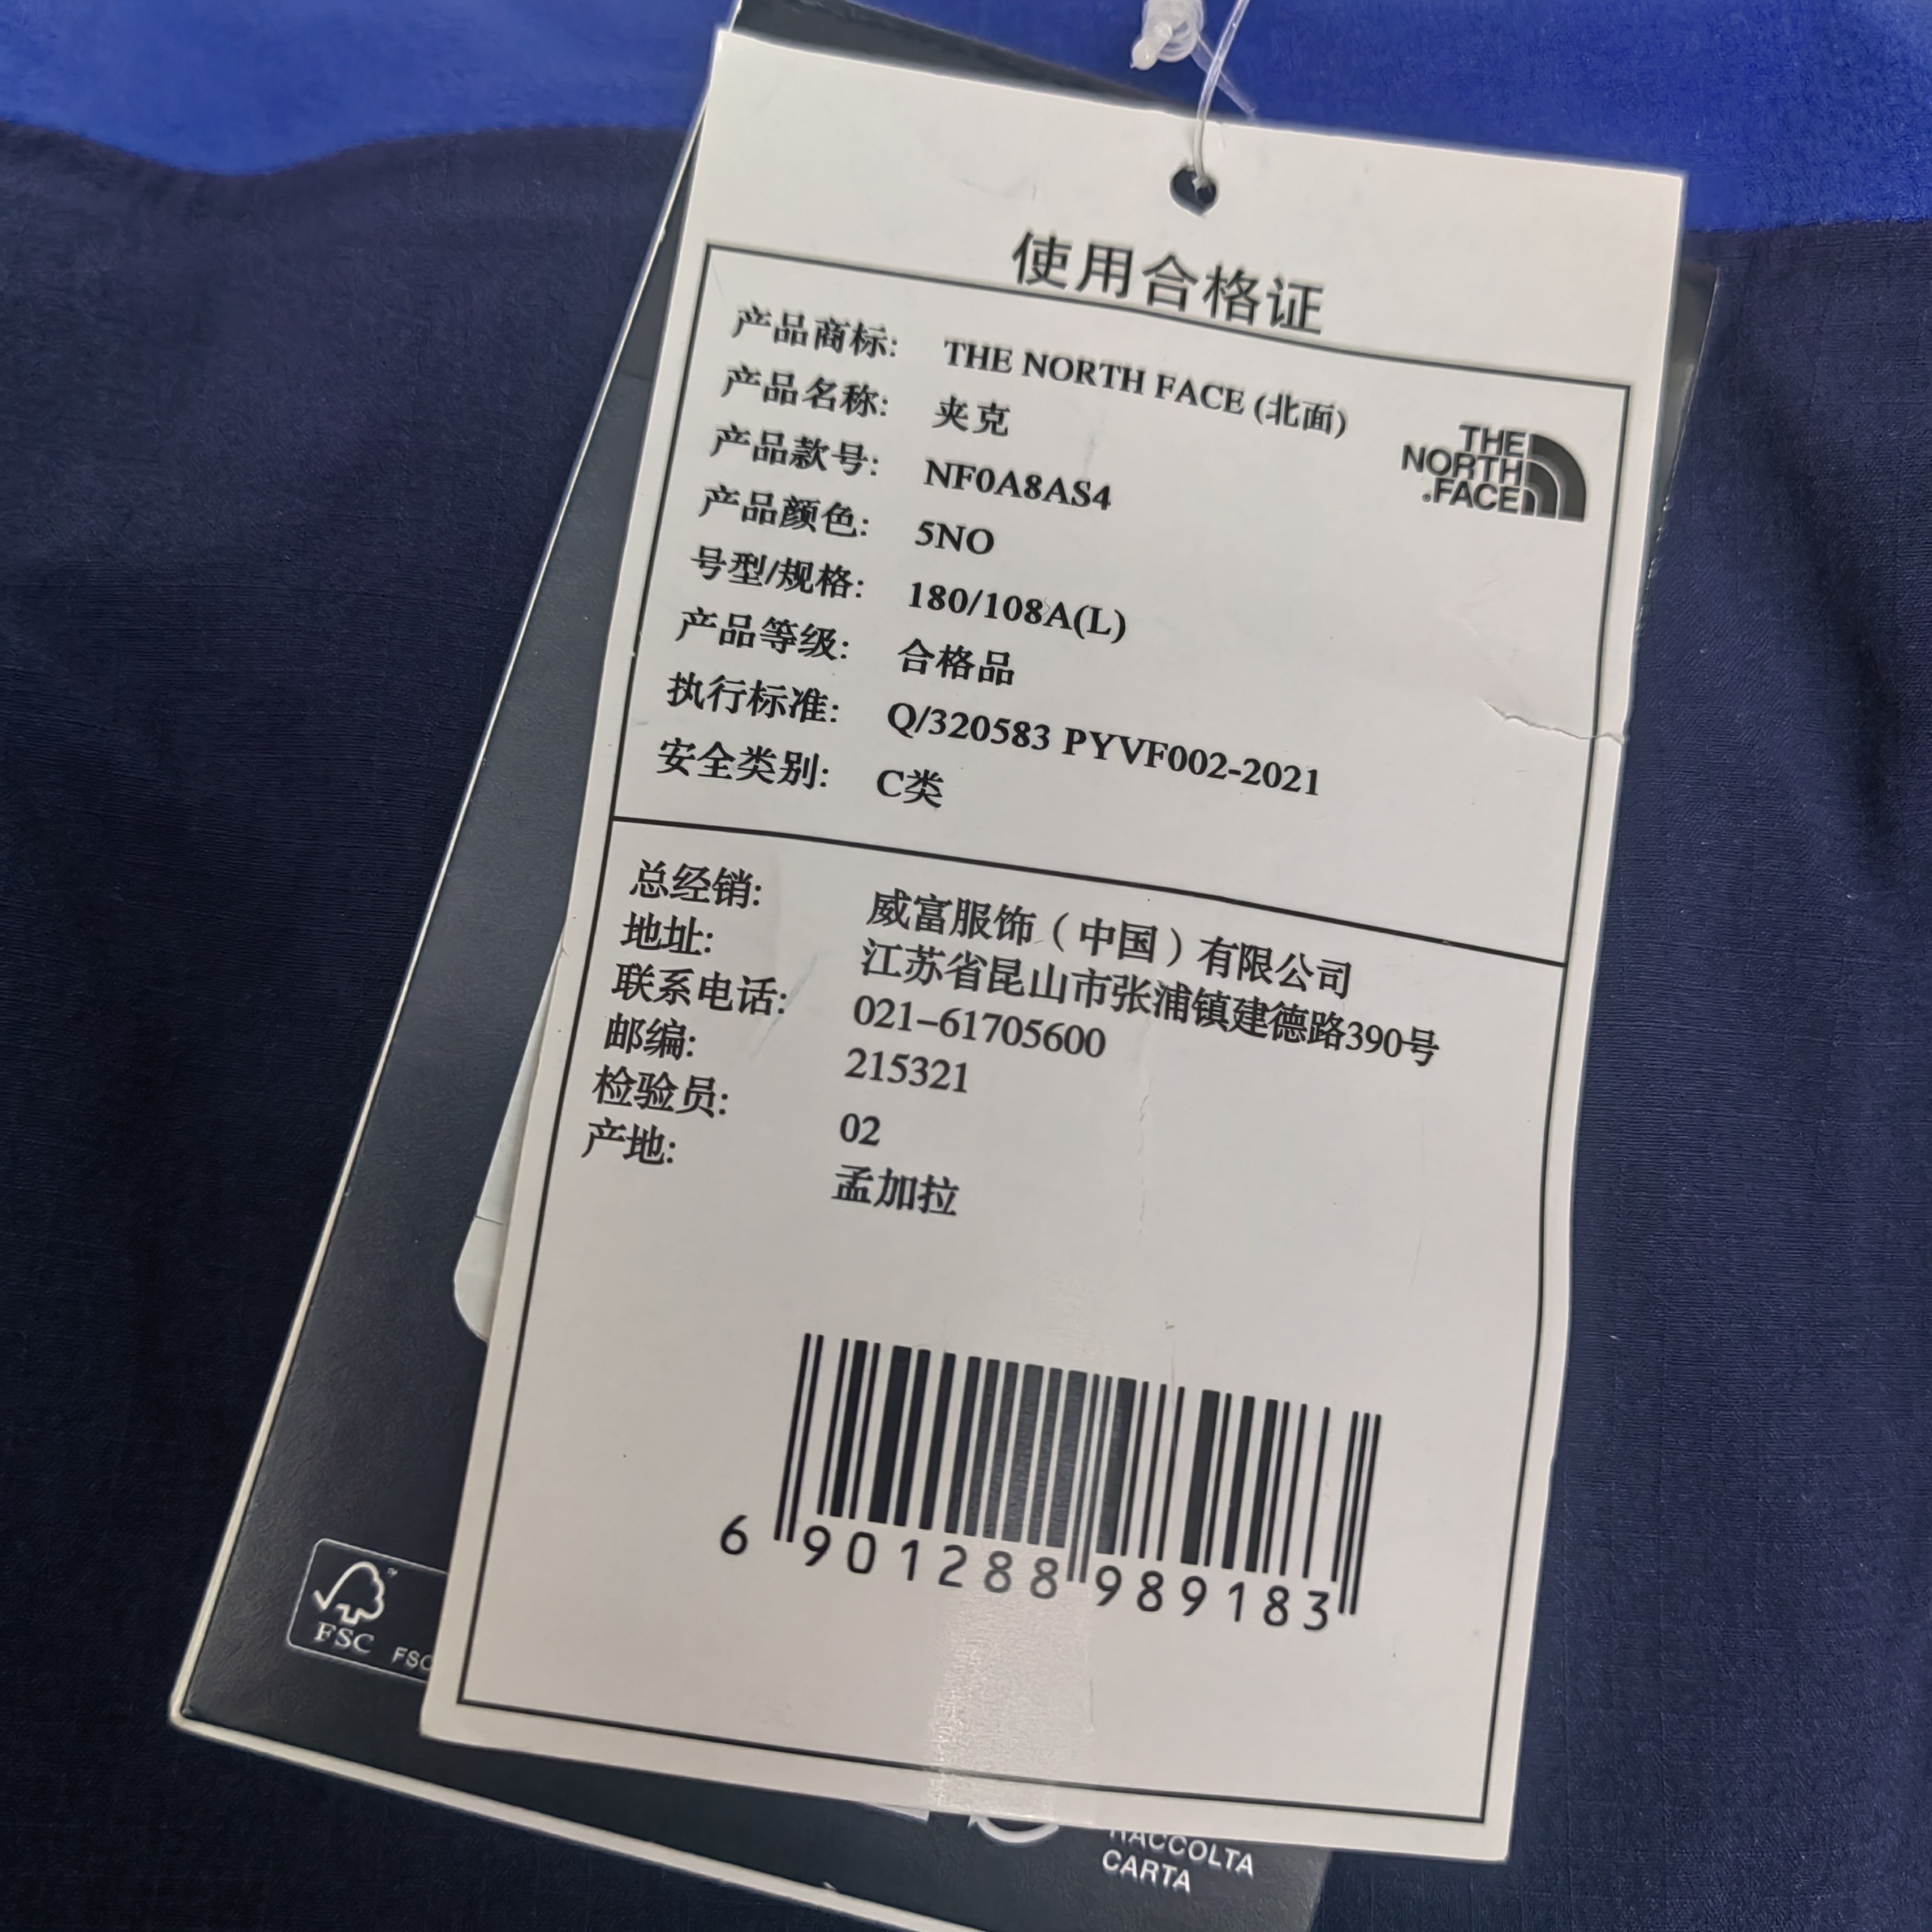 使用合格证
产品商标: THE NORTH FACE (北面)
产品名称: 夹克
产品款号: NF0A8AS4
产品颜色: 5NO
号型/规格: 180/108A(L)
产品等级: 合格品
执行标准: Q/320583 PYVF002-2021
安全类别: C类
THE
NORTH
FACE
总经销: 威富服饰（中国）有限公司
地址: 江苏省昆山市张浦镇建德路390号
联系电话: 021-61705600
邮编: 215321
检验员: 02
产地: 孟加拉
6 901288 989183
FSC
FSC
RACCOLTA
CARTA